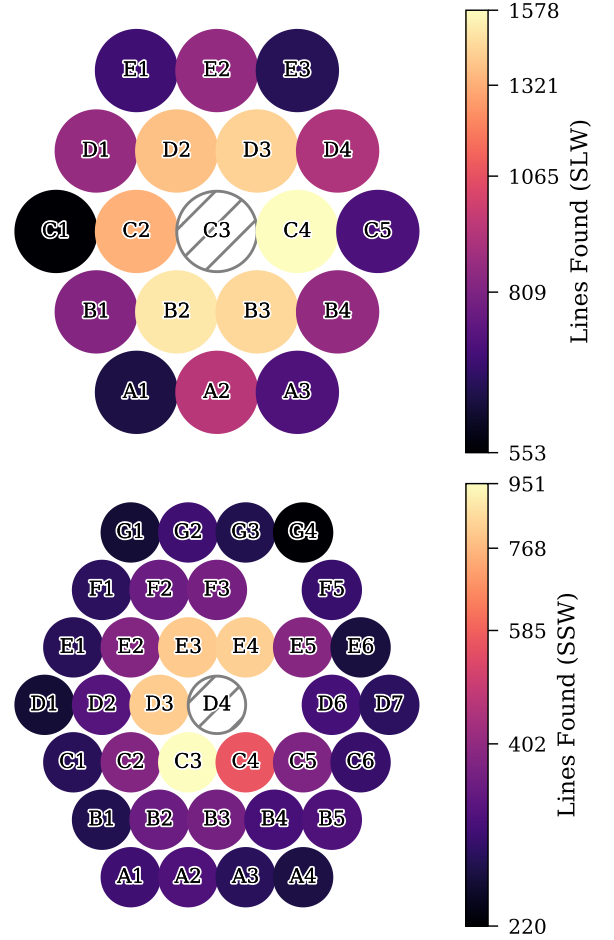 E1 E2 E3
D1 D2 D3 D4
C1 C2 C3 C4 C5
B1 B2 B3 B4
A1 A2 A3
1578
1321
1065
809
553
Lines Found (SLW)
G1 G2 G3 G4
F1 F2 F3 F5
E1 E2 E3 E4 E5 E6
D1 D2 D3 D4 D6 D7
C1 C2 C3 C4 C5 C6
B1 B2 B3 B4 B5
A1 A2 A3 A4
951
768
585
402
220
Lines Found (SSW)